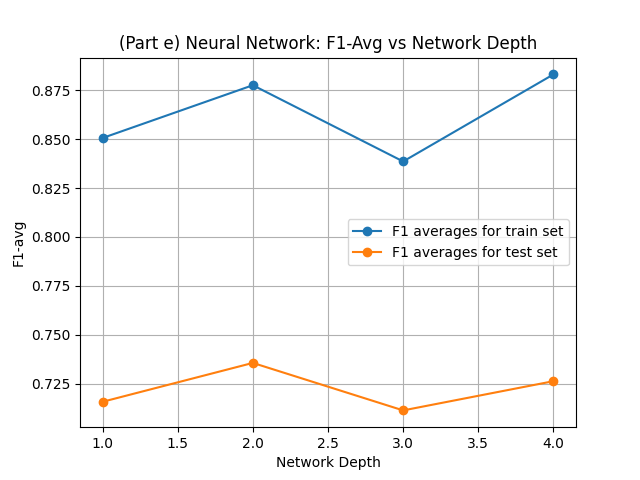 (Part e) Neural Network: F1-Avg vs Network Depth
F1-avg
0.875
0.850
0.825
0.800
0.775
0.750
0.725
F1 averages for train set
F1 averages for test set
1.0 1.5 2.0 2.5 3.0 3.5 4.0
Network Depth